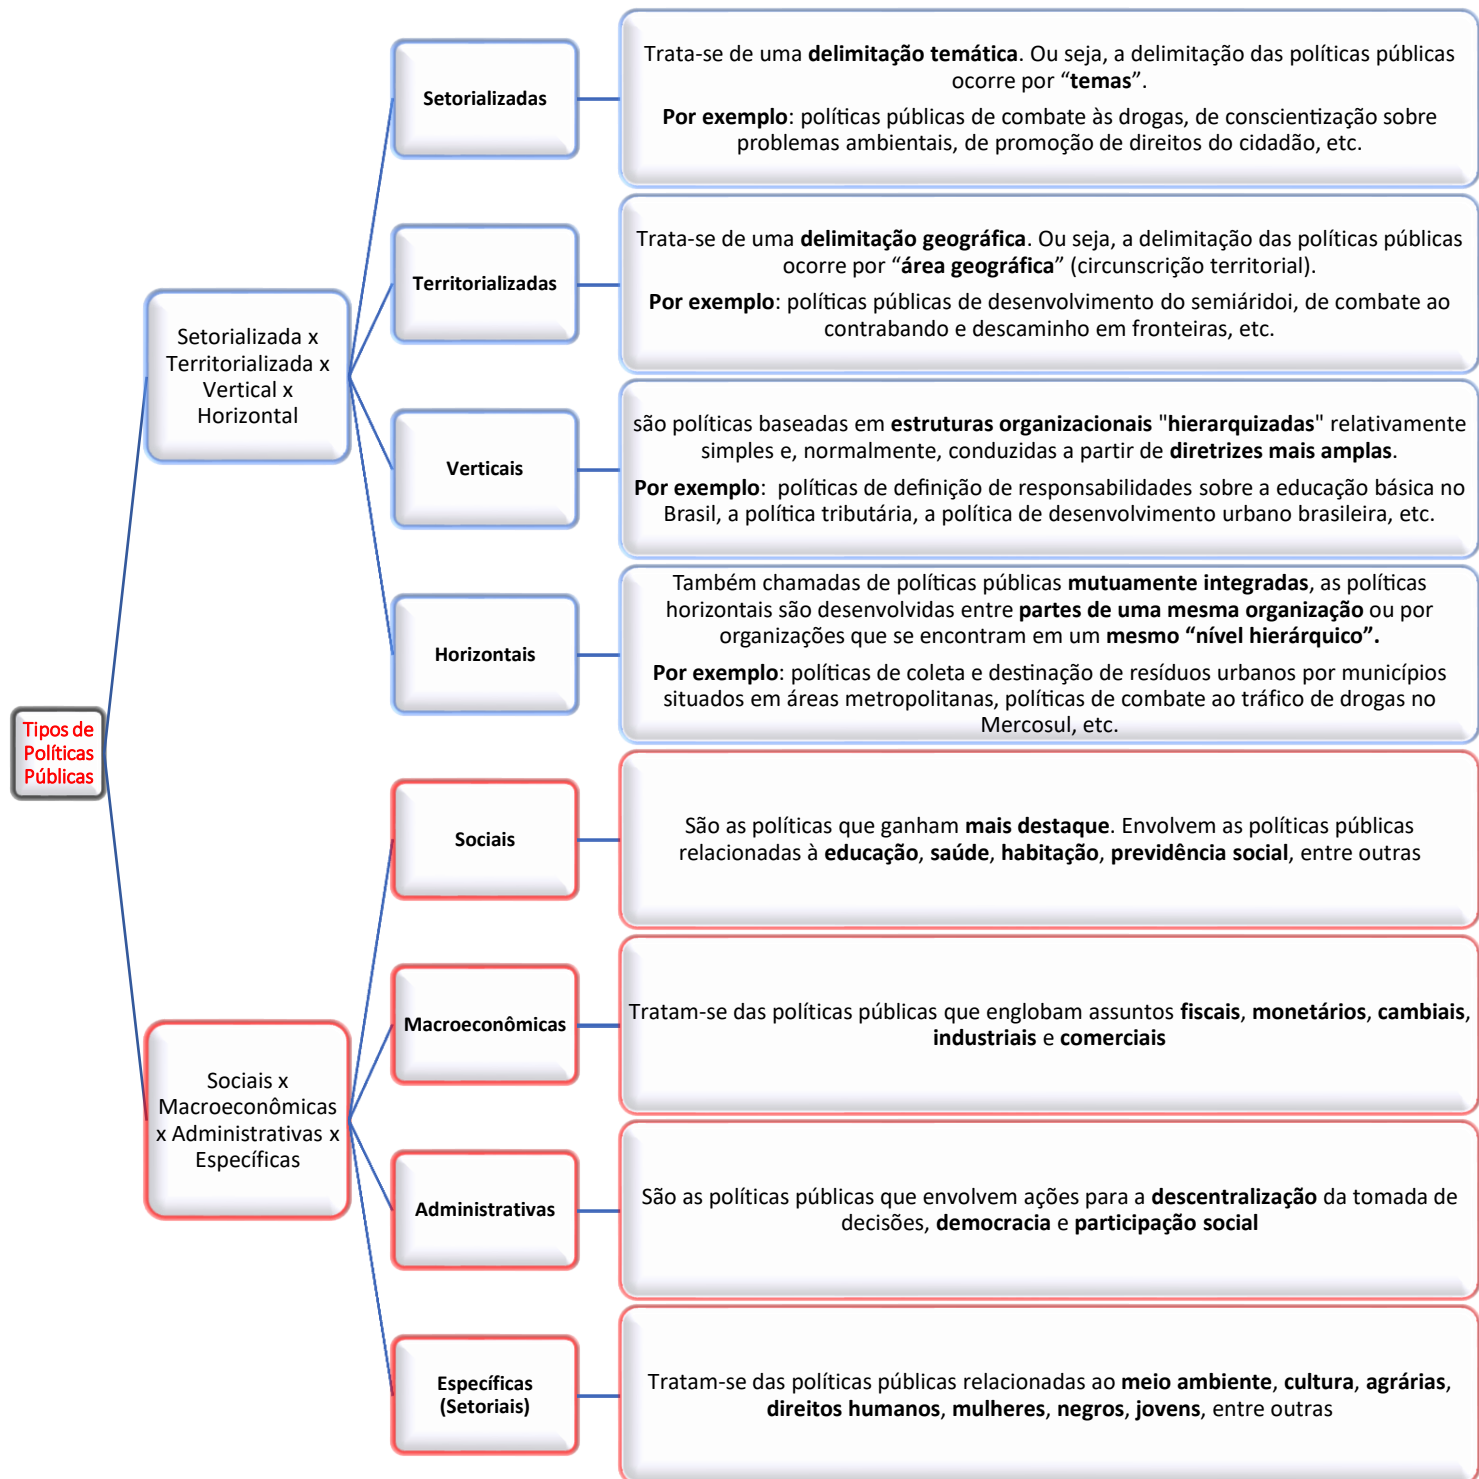 Tipos de
Políticas
Públicas
Setorializada x
Territorializada x
Vertical x
Horizontal
Setorializadas
Trata-se de uma delimitação temática. Ou seja, a delimitação das políticas públicas
ocorre por “temas”.
Por exemplo: políticas públicas de combate às drogas, de conscientização sobre
problemas ambientais, de promoção de direitos do cidadão, etc.
Territorializadas
Trata-se de uma delimitação geográfica. Ou seja, a delimitação das políticas públicas
ocorre por “área geográfica” (circunscrição territorial).
Por exemplo: políticas públicas de desenvolvimento do semiáridoi, de combate ao
contrabando e descaminho em fronteiras, etc.
Verticais
são políticas baseadas em estruturas organizacionais "hierarquizadas" relativamente
simples e, normalmente, conduzidas a partir de diretrizes mais amplas.
Por exemplo: políticas de definição de responsabilidades sobre a educação básica no
Brasil, a política tributária, a política de desenvolvimento urbano brasileira, etc.
Horizontais
Também chamadas de políticas públicas mutuamente integradas, as políticas
horizontais são desenvolvidas entre partes de uma mesma organização ou por
organizações que se encontram em um mesmo “nível hierárquico”.
Por exemplo: políticas de coleta e destinação de resíduos urbanos por municípios
situados em áreas metropolitanas, políticas de combate ao tráfico de drogas no
Mercosul, etc.
Sociais x
Macroeconômicas
x Administrativas x
Específicas
Sociais
São as políticas que ganham mais destaque. Envolvem as políticas públicas
relacionadas à educação, saúde, habitação, previdência social, entre outras
Macroeconômicas
Tratam-se das políticas públicas que englobam assuntos fiscais, monetários, cambiais,
industriais e comerciais
Administrativas
São as políticas públicas que envolvem ações para a descentralização da tomada de
decisões, democracia e participação social
Específicas
(Setoriais)
Tratam-se das políticas públicas relacionadas ao meio ambiente, cultura, agrárias,
direitos humanos, mulheres, negros, jovens, entre outras